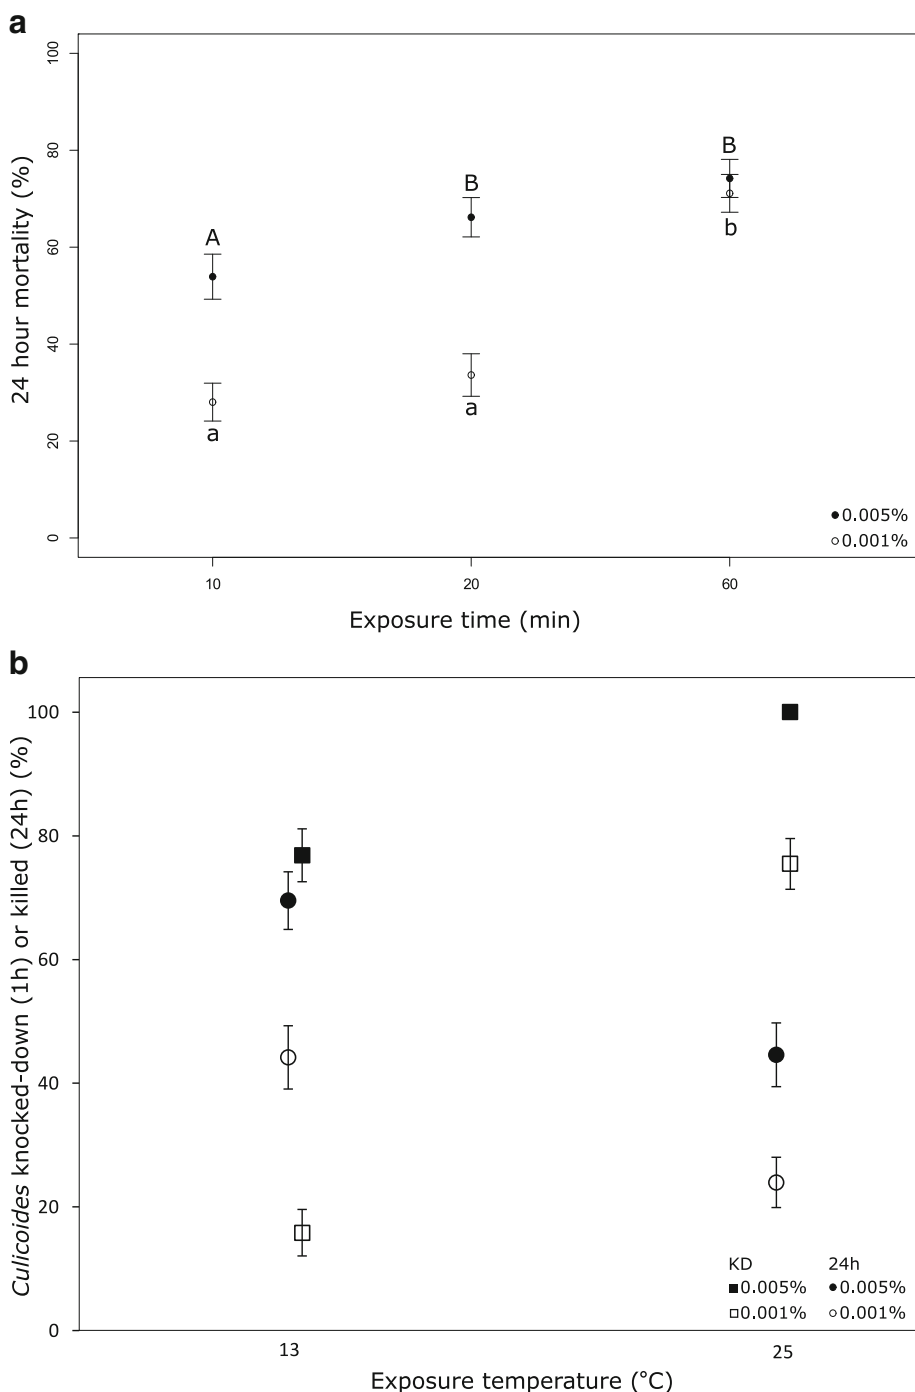 a
24 hour mortality (%)
100
80
60
40
20
0
A
B
B
a
a
b
0.005%
0.001%
10
20
60
Exposure time (min)
b
Culicoides knocked-down (1h) or killed (24h) (%)
100
80
60
40
20
0
KD 24h
0.005% 0.005%
0.001% 0.001%
13
25
Exposure temperature (°C)